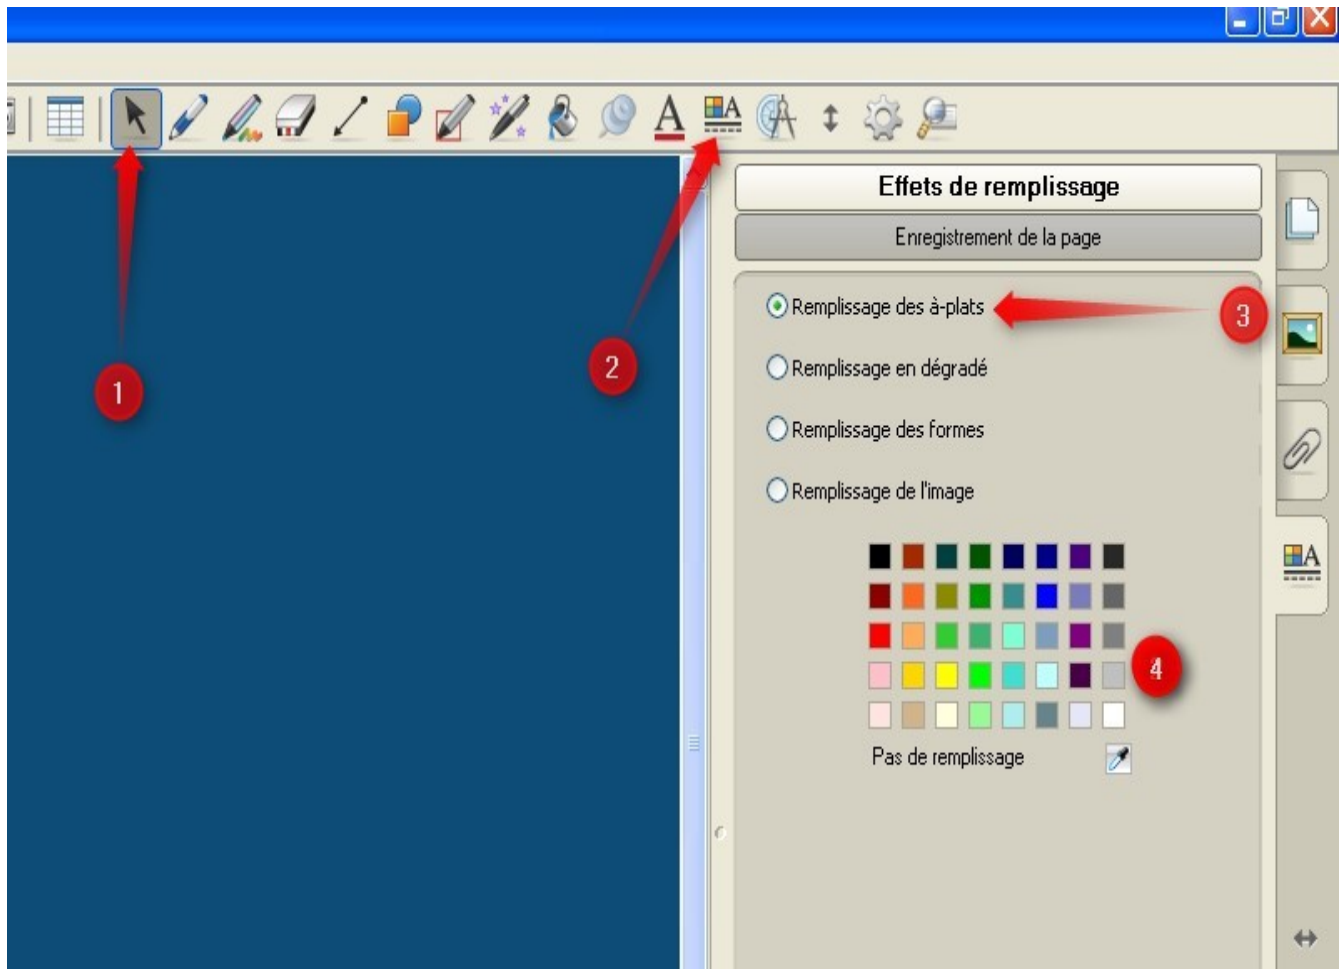 Effets de remplissage
Enregistrement de la page
Remplissage des à-plats
3
Remplissage en dégradé
2
1
Remplissage des formes
Remplissage de l'image
4
Pas de remplissage